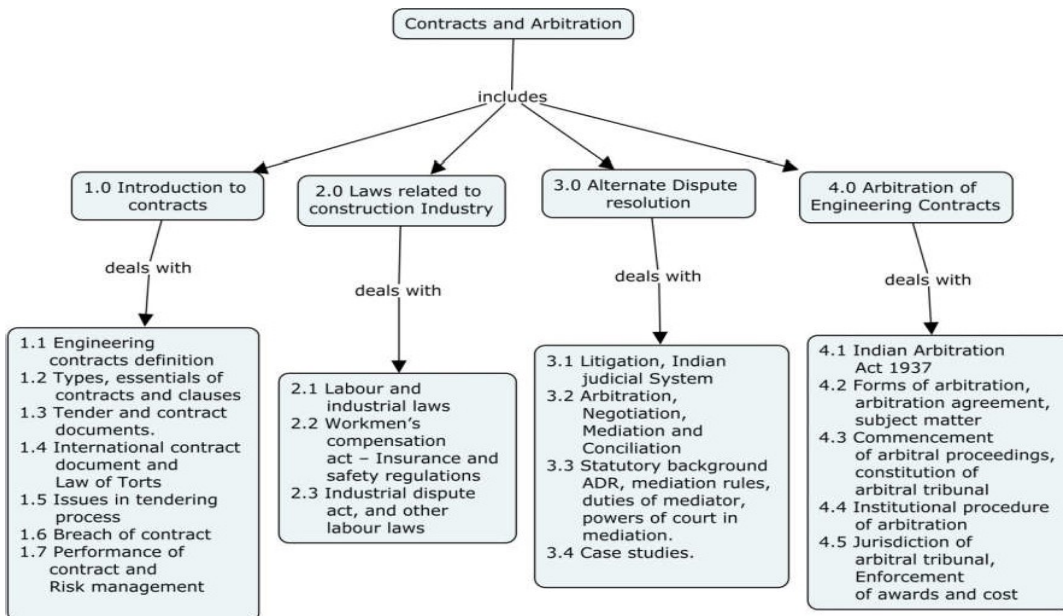 Contracts and Arbitration
includes
1.0 Introduction to
contracts
2.0 Laws related to
construction Industry
3.0 Alternate Dispute
resolution
4.0 Arbitration of
Engineering Contracts
deals with
deals with
deals with
deals with
1.1 Engineering
contracts definition
1.2 Types, essentials of
contracts and clauses
1.3 Tender and contract
documents.
1.4 International contract
document and
Law of Torts
1.5 Issues in tendering
process
1.6 Breach of contract
1.7 Performance of
contract and
Risk management
2.1 Labour and
industrial laws
2.2 Workmen's
compensation
act – Insurance and
safety regulations
2.3 Industrial dispute
act, and other
labour laws
3.1 Litigation, Indian
judicial System
3.2 Arbitration,
Negotiation,
Mediation and
Conciliation
3.3 Statutory background
ADR, mediation rules,
duties of mediator,
powers of court in
mediation.
3.4 Case studies.
4.1 Indian Arbitration
Act 1937
4.2 Forms of arbitration,
arbitration agreement,
subject matter
4.3 Commencement
of arbitral proceedings,
constitution of
arbitral tribunal
4.4 Institutional procedure
of arbitration
4.5 Jurisdiction of
arbitral tribunal,
Enforcement
of awards and cost